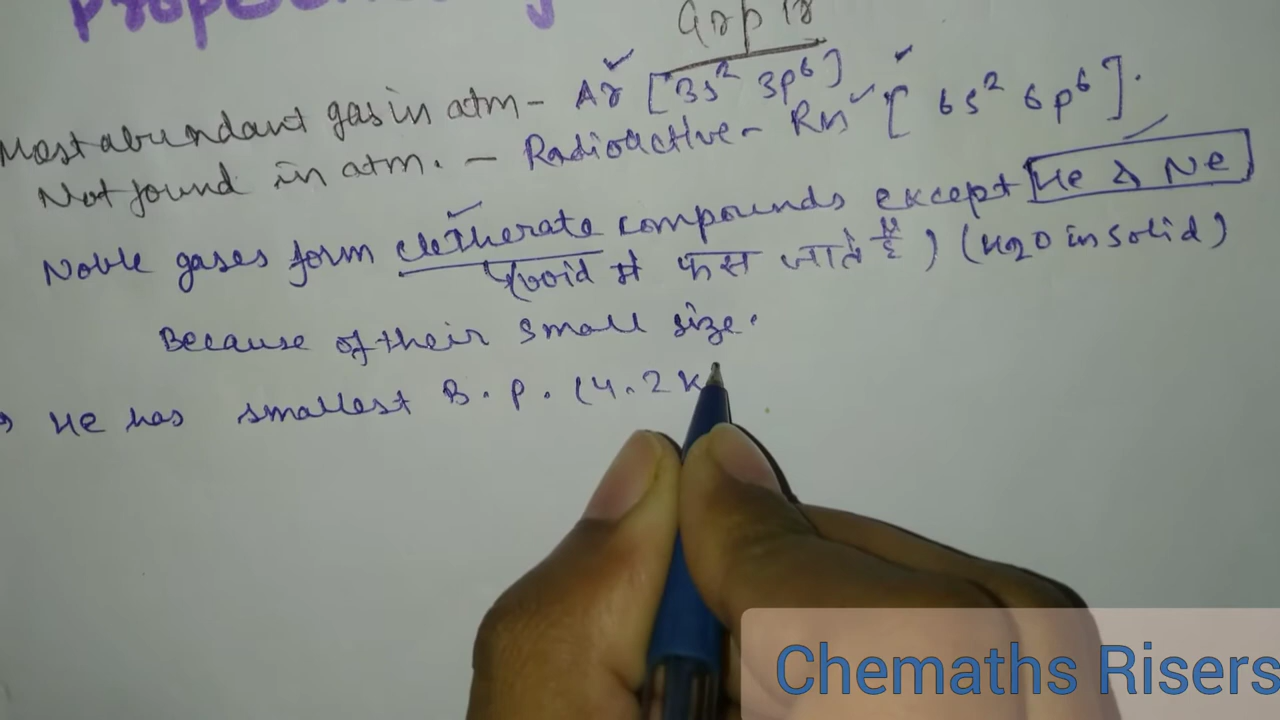 Grp 18
Most abundant gas in atm - Ar [3s² 3p⁶]
Not found in atm. - Radioactive - Rn [6s² 6p⁶].
Noble gases form cletherate compounds except He & Ne
(void में फस जाते हैं) (H2O in solid)
Because of their small size.
He has smallest B.P. (4.2K
Chemaths Risers